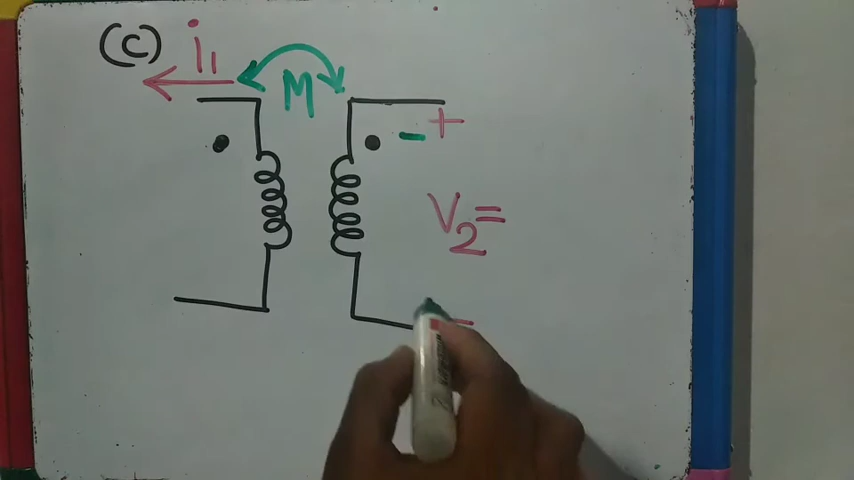 (c) i₁
M
- +
V₂=
-